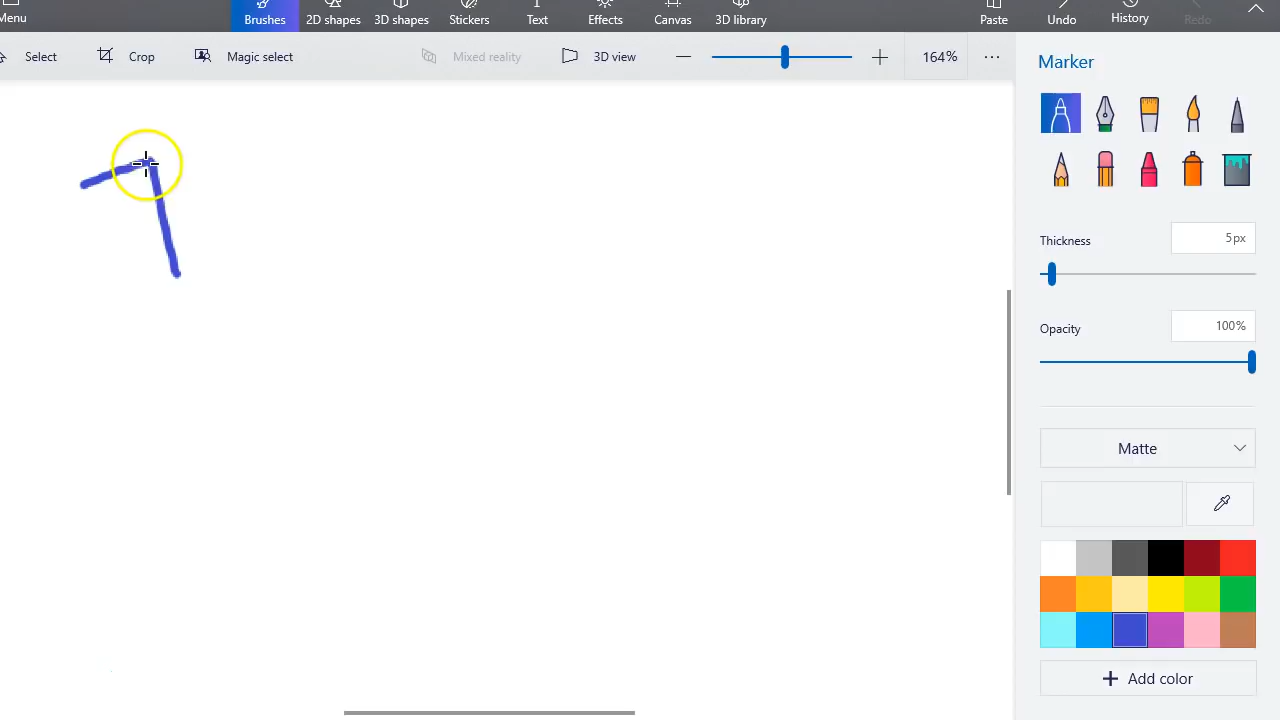 Menu
Brushes
2D shapes
3D shapes
Stickers
Text
Effects
Canvas
3D library
Paste
Undo
History
Redo
Select
Crop
Magic select
Mixed reality
3D view
164%
Marker
Thickness
5px
Opacity
100%
Matte
Add color